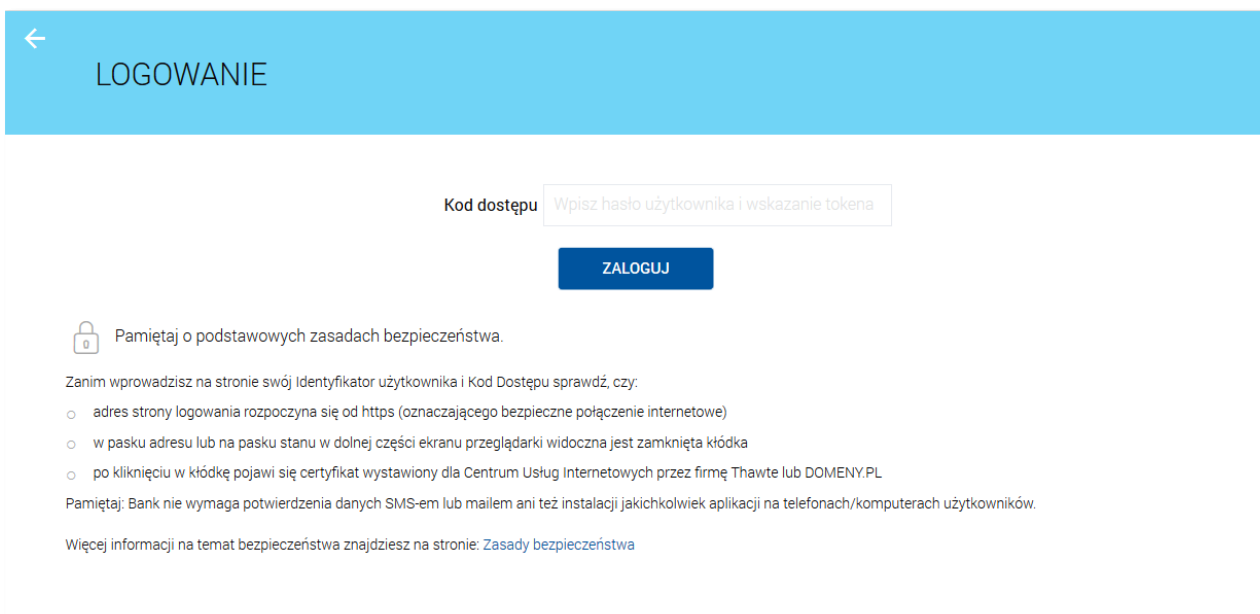 LOGOWANIE
Kod dostępu Wpisz hasło użytkownika i wskazanie tokena
ZALOGUJ
Pamiętaj o podstawowych zasadach bezpieczeństwa.
Zanim wprowadzisz na stronie swój Identyfikator użytkownika i Kod Dostępu sprawdź, czy:
adres strony logowania rozpoczyna się od https (oznaczającego bezpieczne połączenie internetowe)
w pasku adresu lub na pasku stanu w dolnej części ekranu przeglądarki widoczna jest zamknięta kłódka
po kliknięciu w kłódkę pojawi się certyfikat wystawiony dla Centrum Usług Internetowych przez firmę Thawte lub DOMENY.PL
Pamiętaj: Bank nie wymaga potwierdzenia danych SMS-em lub mailem ani też instalacji jakichkolwiek aplikacji na telefonach/komputerach użytkowników.
Więcej informacji na temat bezpieczeństwa znajdziesz na stronie: Zasady bezpieczeństwa